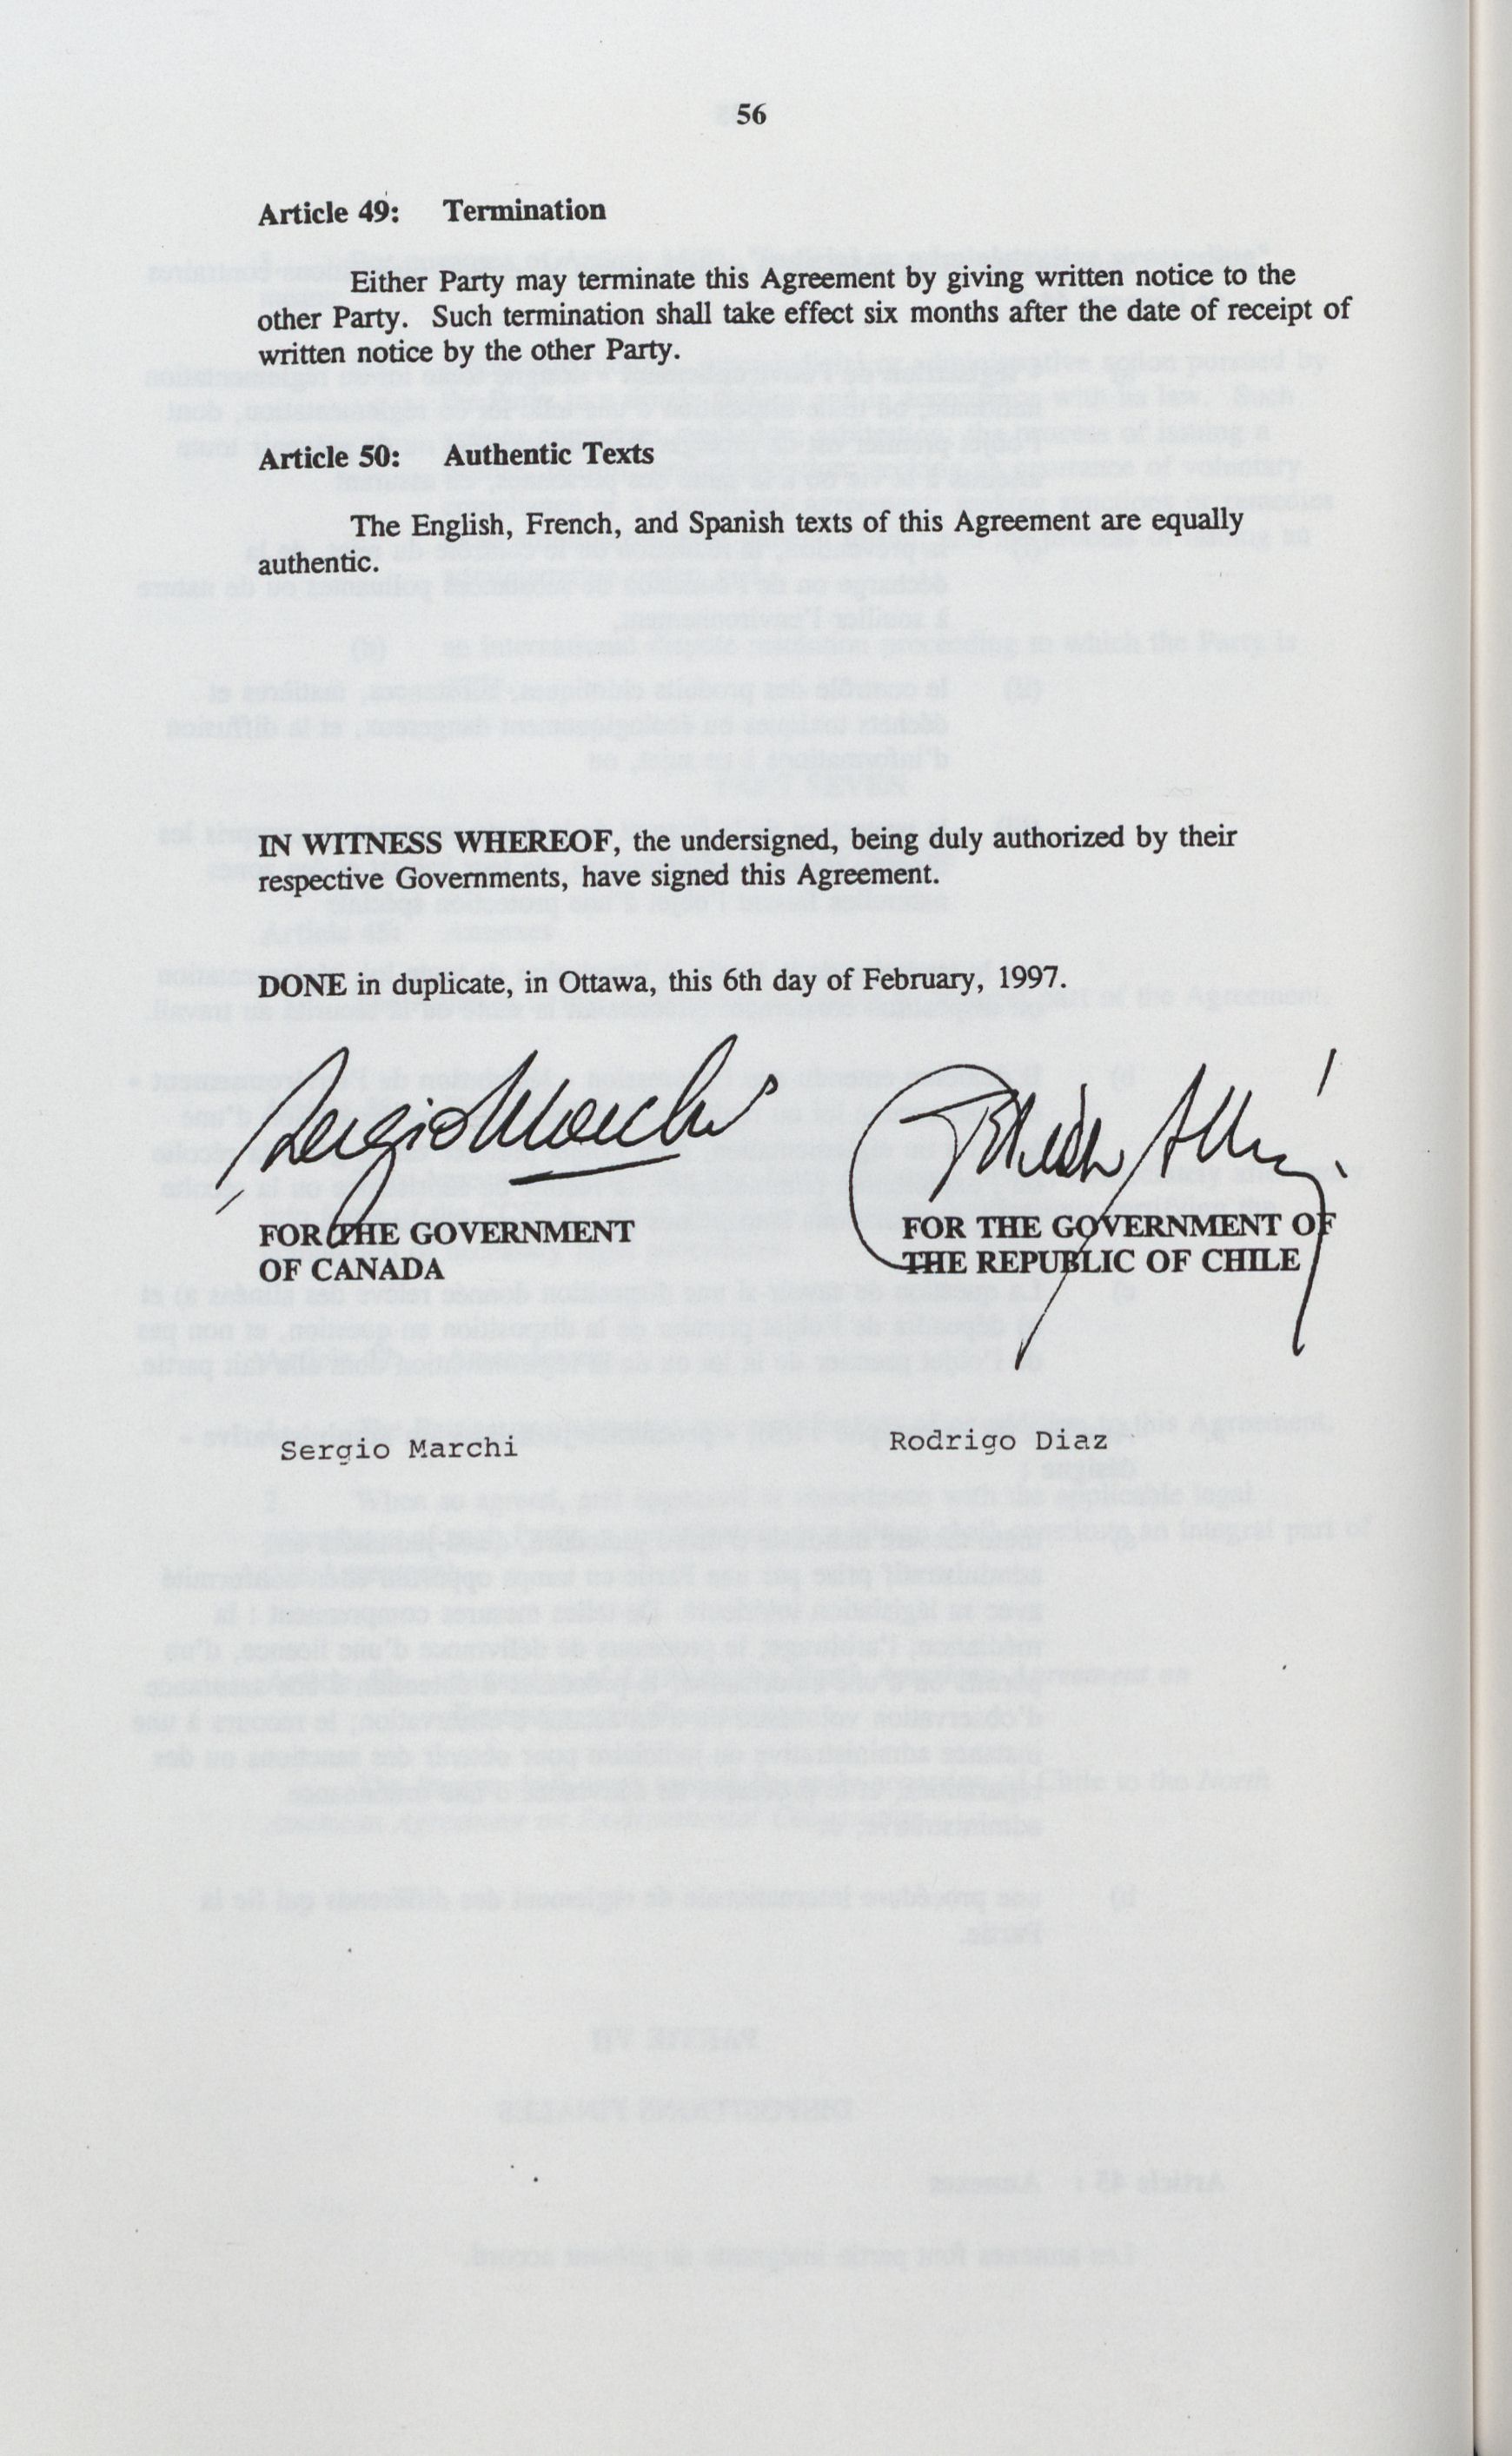 56
Article 49: Termination
Either Party may terminate this Agreement by giving written notice to the
other Party. Such termination shall take effect six months after the date of receipt of
written notice by the other Party.
Article 50: Authentic Texts
The English, French, and Spanish texts of this Agreement are equally
authentic.
IN WITNESS WHEREOF, the undersigned, being duly authorized by their
respective Governments, have signed this Agreement.
DONE in duplicate, in Ottawa, this 6th day of February, 1997.
Sergio Marchi
FOR THE GOVERNMENT
OF CANADA
FOR THE GOVERNMENT OF
THE REPUBLIC OF CHILE
Sergio Marchi
Rodrigo Diaz